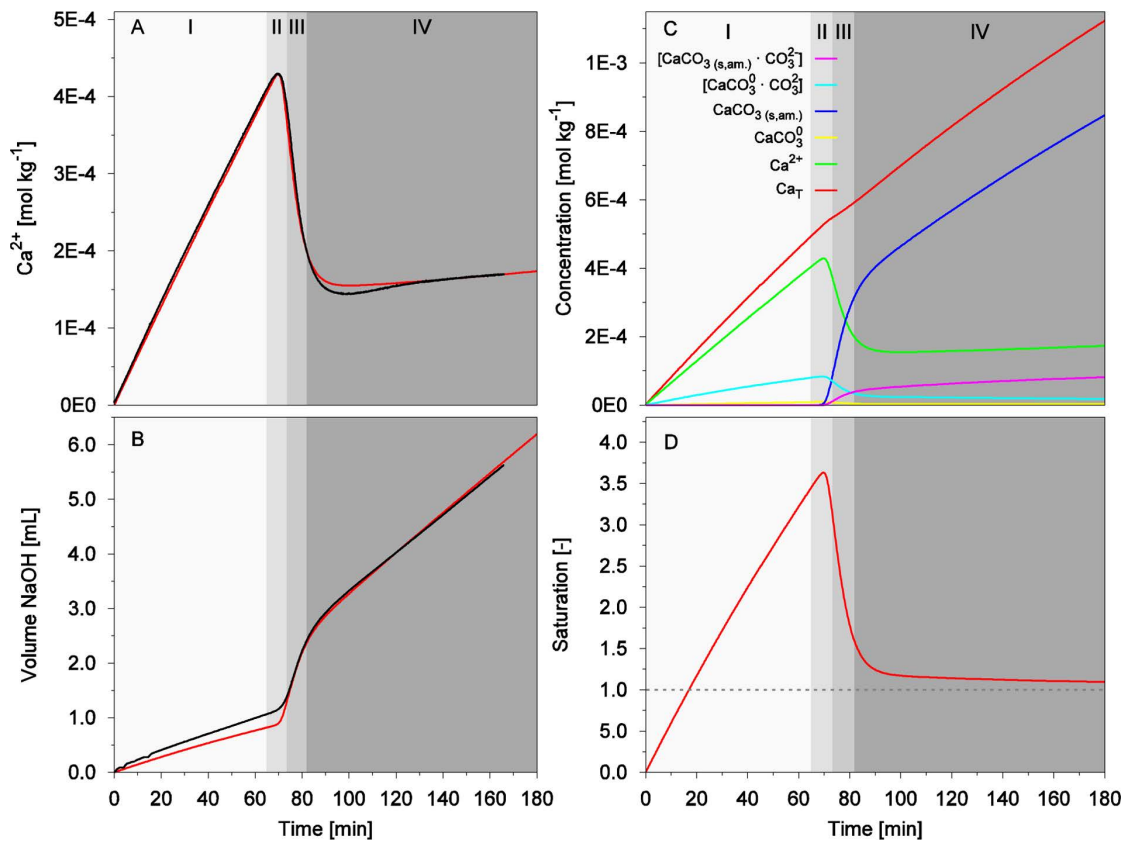 A I II III IV
5E-4
4E-4
3E-4
2E-4
1E-4
0E0
Ca²⁺ [mol kg⁻¹]
C I II III IV
[CaCO₃ (s,am.) · CO₃²⁻]
[CaCO₃⁰ · CO₃²]
CaCO₃ (s,am.)
CaCO₃⁰
Ca²⁺
Ca_T
1E-3
8E-4
6E-4
4E-4
2E-4
0E0
Concentration [mol kg⁻¹]
B
6.0
5.0
4.0
3.0
2.0
1.0
0.0
Volume NaOH [mL]
0 20 40 60 80 100 120 140 160 180
Time [min]
D
4.0
3.5
3.0
2.5
2.0
1.5
1.0
5.0
0.0
Saturation [-]
0 20 40 60 80 100 120 140 160 180
Time [min]